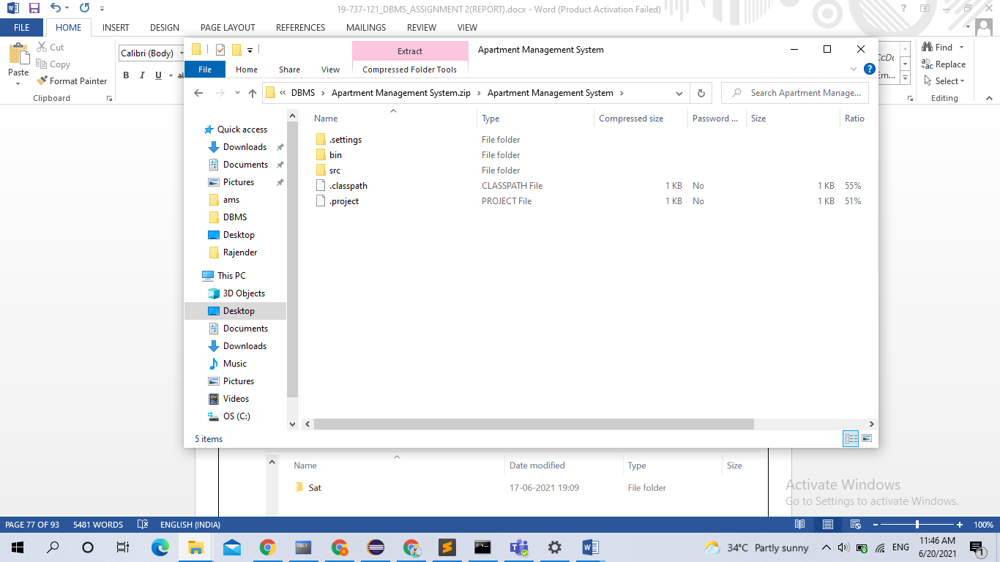 19-737-121_DBMS_ASSIGNMENT 2(REPORT).docx - Word (Product Activation Failed)
FILE HOME INSERT DESIGN PAGE LAYOUT REFERENCES MAILINGS REVIEW VIEW
Cut
Copy
Format Painter
Paste
Clipboard
Calibri (Body)
B I U
Find
Replace
Select
Editing
Extract
Apartment Management System
File Home Share View Compressed Folder Tools
« DBMS › Apartment Management System.zip › Apartment Management System ›
Search Apartment Manage...
Name Type Compressed size Password ... Size Ratio
.settings File folder
bin File folder
src File folder
.classpath CLASSPATH File 1 KB No 1 KB 55%
.project PROJECT File 1 KB No 1 KB 51%
Quick access
Downloads
Documents
Pictures
ams
DBMS
Desktop
Rajender
This PC
3D Objects
Desktop
Documents
Downloads
Music
Pictures
Videos
OS (C:)
5 items
Name Date modified Type Size
Sat 17-06-2021 19:09 File folder
Activate Windows
Go to Settings to activate Windows.
PAGE 77 OF 93 5481 WORDS ENGLISH (INDIA) 100%
34°C Partly sunny ENG 11:46 AM
6/20/2021
1